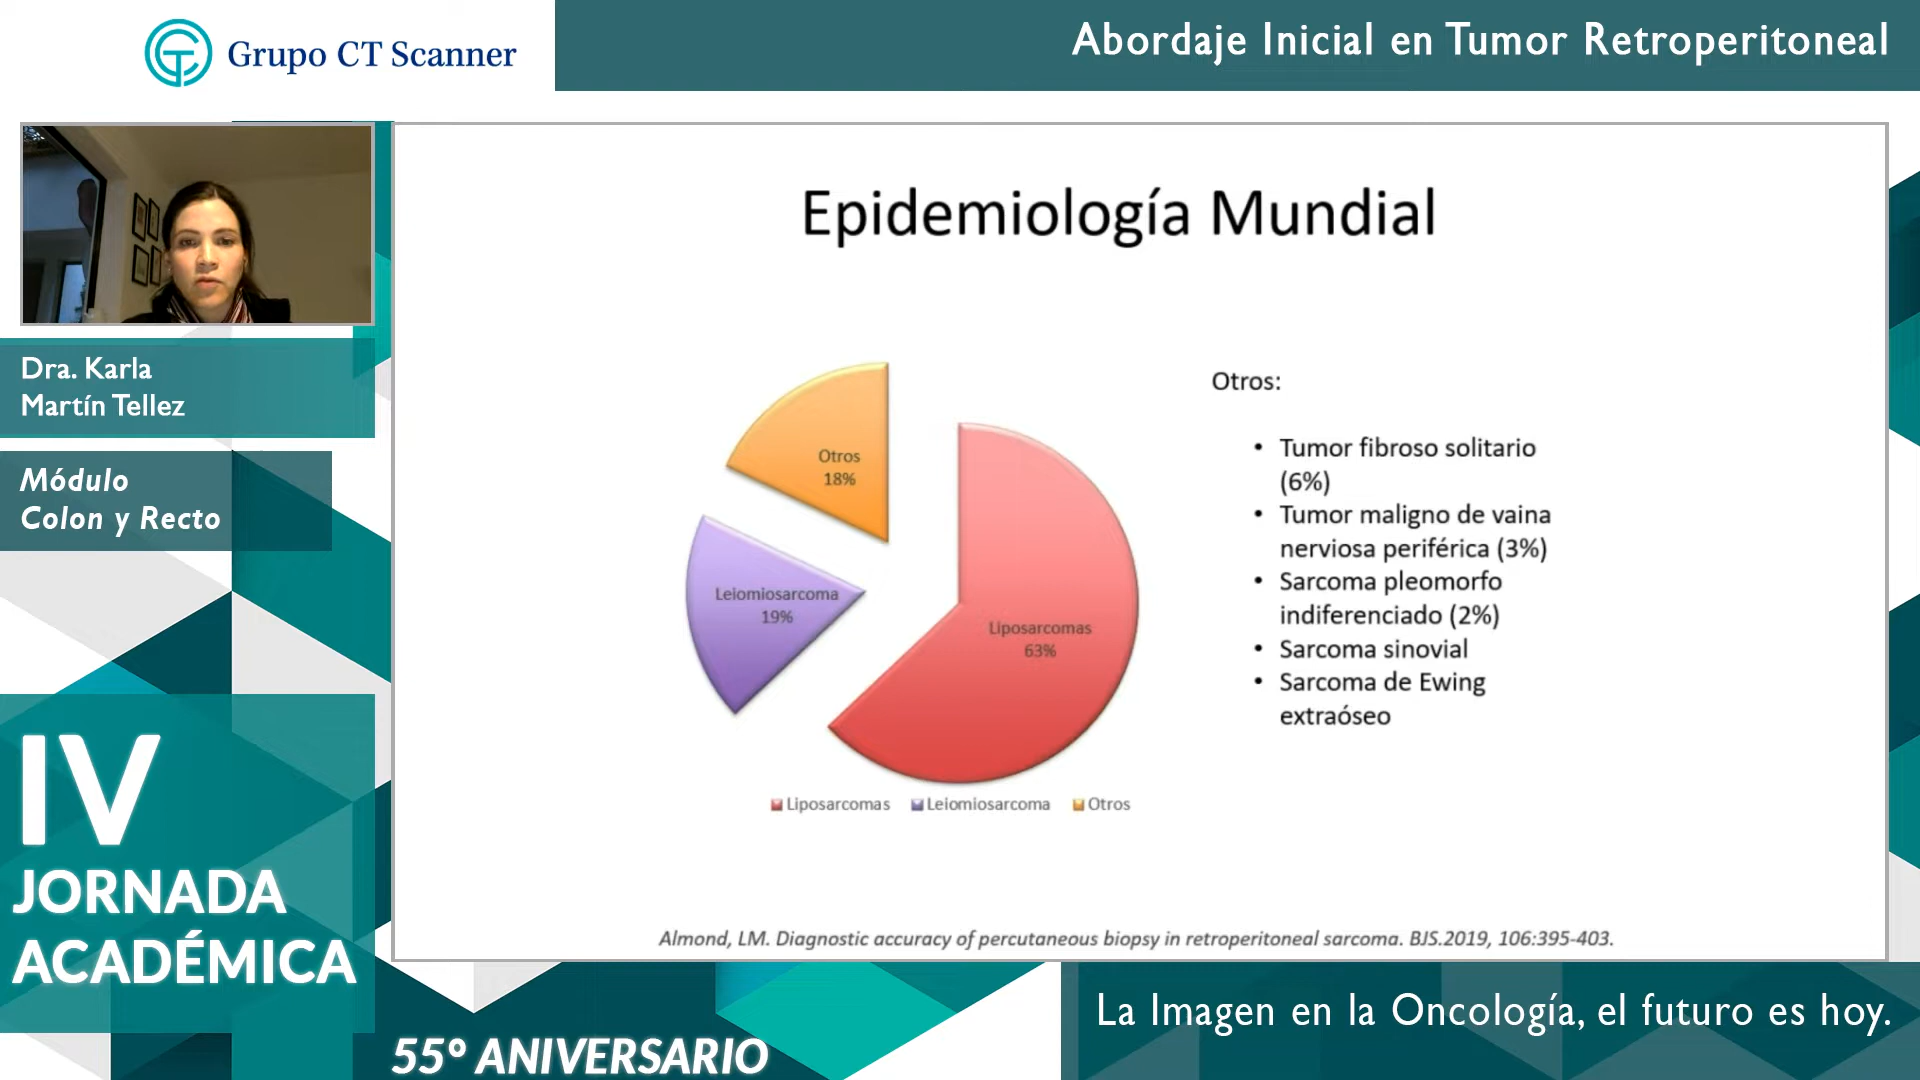 Grupo CT Scanner
Abordaje Inicial en Tumor Retroperitoneal
Dra. Karla
Martín Tellez
Módulo
Colon y Recto
IV
JORNADA
ACADÉMICA
55º ANIVERSARIO
Epidemiología Mundial
Otros
18%
Leiomiosarcoma
19%
Liposarcomas
63%
Liposarcomas
Leiomiosarcoma
Otros
Otros:
• Tumor fibroso solitario
(6%)
• Tumor maligno de vaina
nerviosa periférica (3%)
• Sarcoma pleomorfo
indiferenciado (2%)
• Sarcoma sinovial
• Sarcoma de Ewing
extraóseo
Almond, LM. Diagnostic accuracy of percutaneous biopsy in retroperitoneal sarcoma. BJS.2019, 106:395-403.
La Imagen en la Oncología, el futuro es hoy.